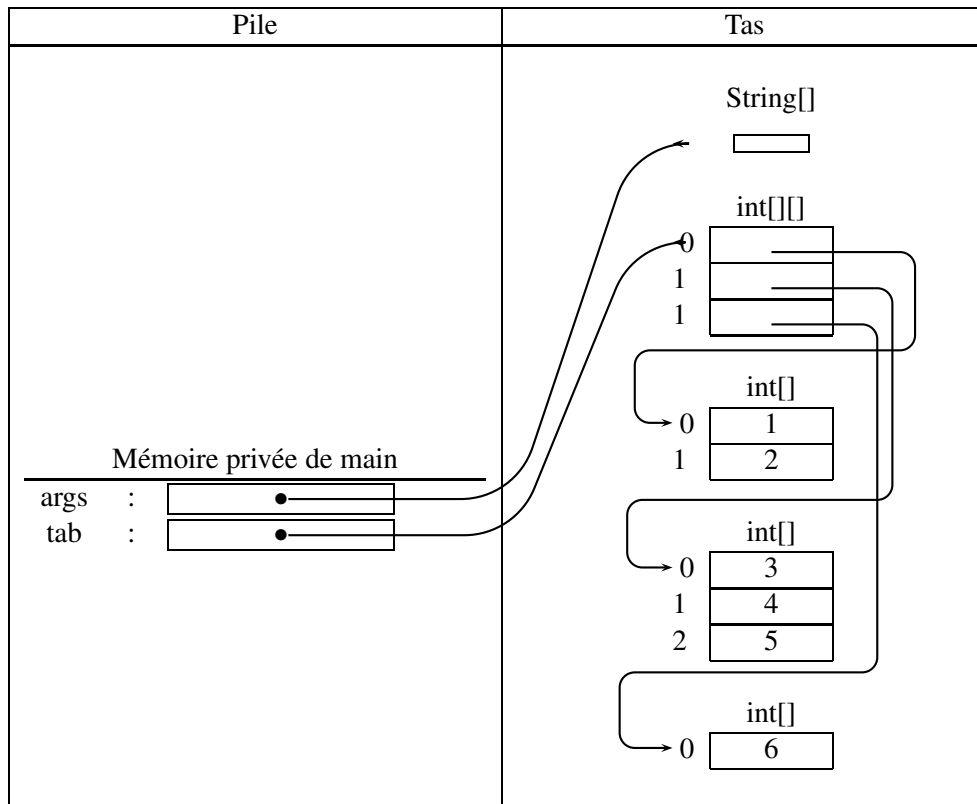 Pile Tas
String[]
int[][]
0
1
1
int[]
0 1
1 2
Mémoire privée de main
args :
tab :
int[]
0 3
1 4
2 5
int[]
0 6